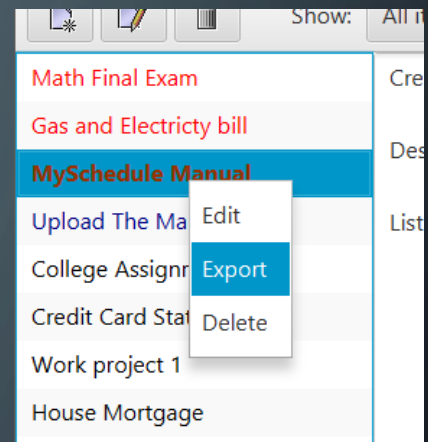 Show: All it
Math Final Exam
Cre
Gas and Electricty bill
Des
MySchedule Manual
Upload The Ma
Edit
List
College Assignr
Export
Credit Card Stat
Delete
Work project 1
House Mortgage